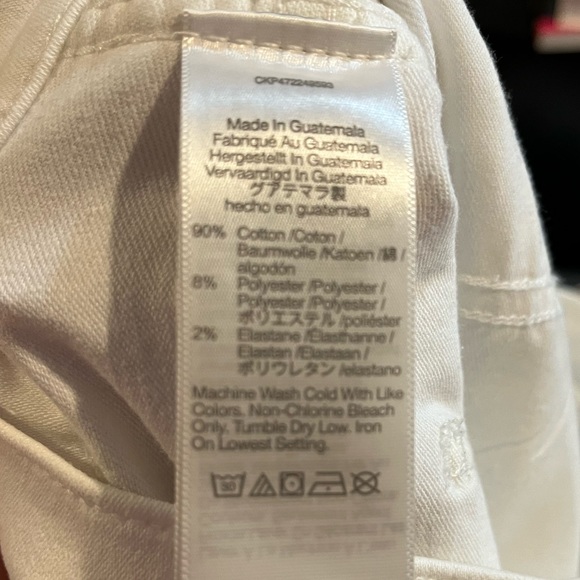 CKP472249593
Made In Guatemala
Fabriqué Au Guatemala
Hergestellt In Guatemala
Vervaardigd In Guatemala
グアテマラ製
hecho en guatemala
90% Cotton /Coton /
Baumwolle /Katoen /綿 /
algodón
8% Polyester /Polyester /
Polyester /Polyester /
ポリエステル /poliéster
2% Elastane /Élasthanne /
Elastan /Elastaan /
ポリウレタン /elastano
Machine Wash Cold With Like
Colors. Non-Chlorine Bleach
Only. Tumble Dry Low. Iron
On Lowest Setting.
30